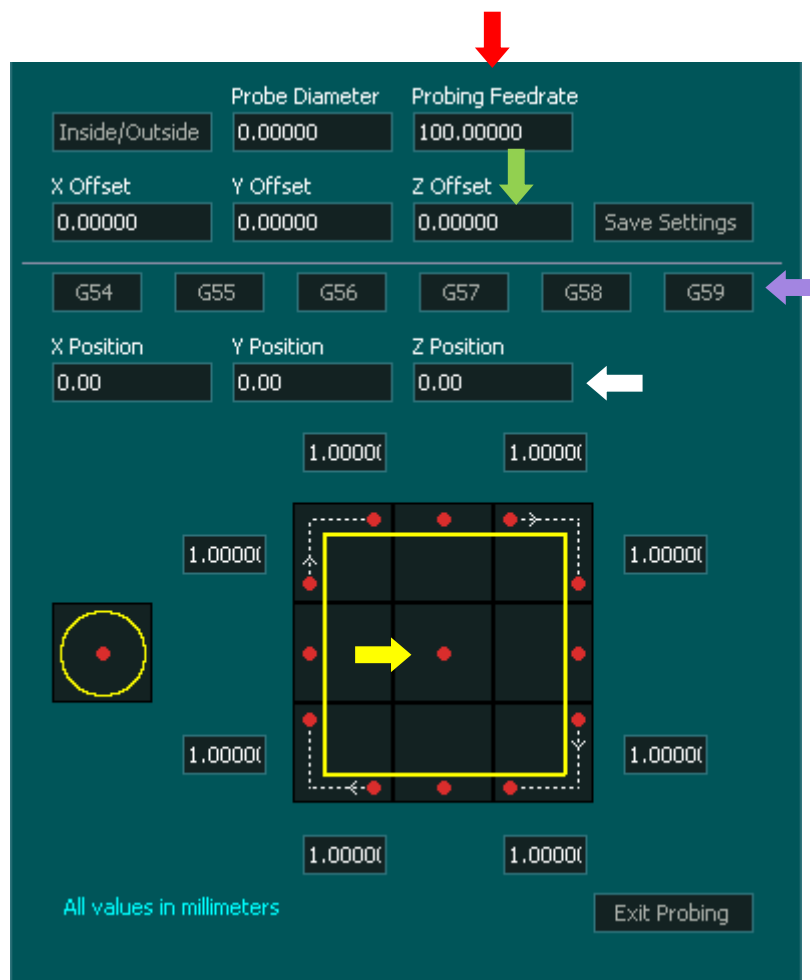 Probe Diameter Probing Feedrate
Inside/Outside 0.00000 100.00000
X Offset Y Offset Z Offset
0.00000 0.00000 0.00000 Save Settings
G54 G55 G56 G57 G58 G59
X Position Y Position Z Position
0.00 0.00 0.00
1.0000( 1.0000(
1.0000( 1.0000(
1.0000( 1.0000(
1.0000( 1.0000(
All values in millimeters Exit Probing